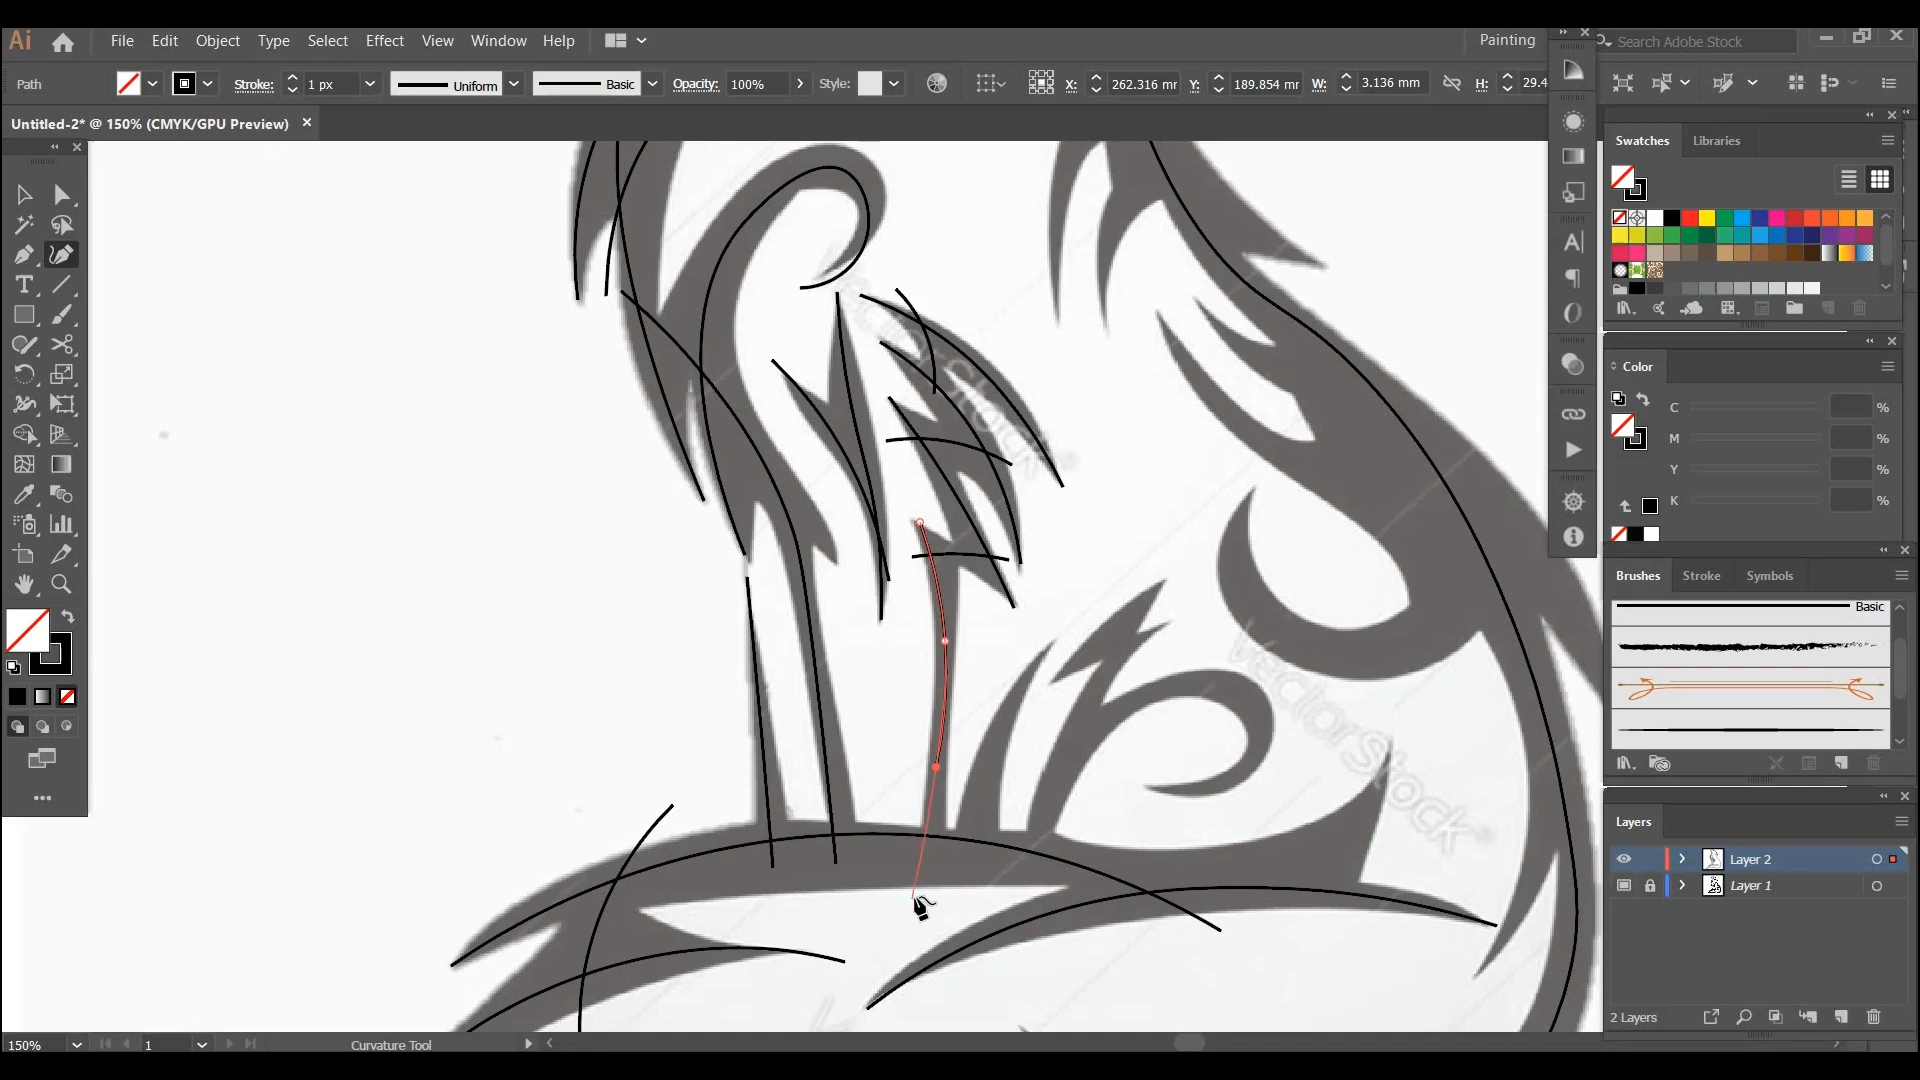 Ai File Edit Object Type Select Effect View Window Help Painting Search Adobe Stock
Path Stroke: 1 px Uniform Basic Opacity: 100% Style: X: 262.316 mr Y: 189.854 mr W: 3.136 mm H: 29.4
Untitled-2* @ 150% (CMYK/GPU Preview)
Swatches Libraries
Color
C %
M %
Y %
K %
Brushes Stroke Symbols
Basic
Layers
Layer 2
Layer 1
2 Layers
VectorStock®
VectorStock®
150% 1 Curvature Tool